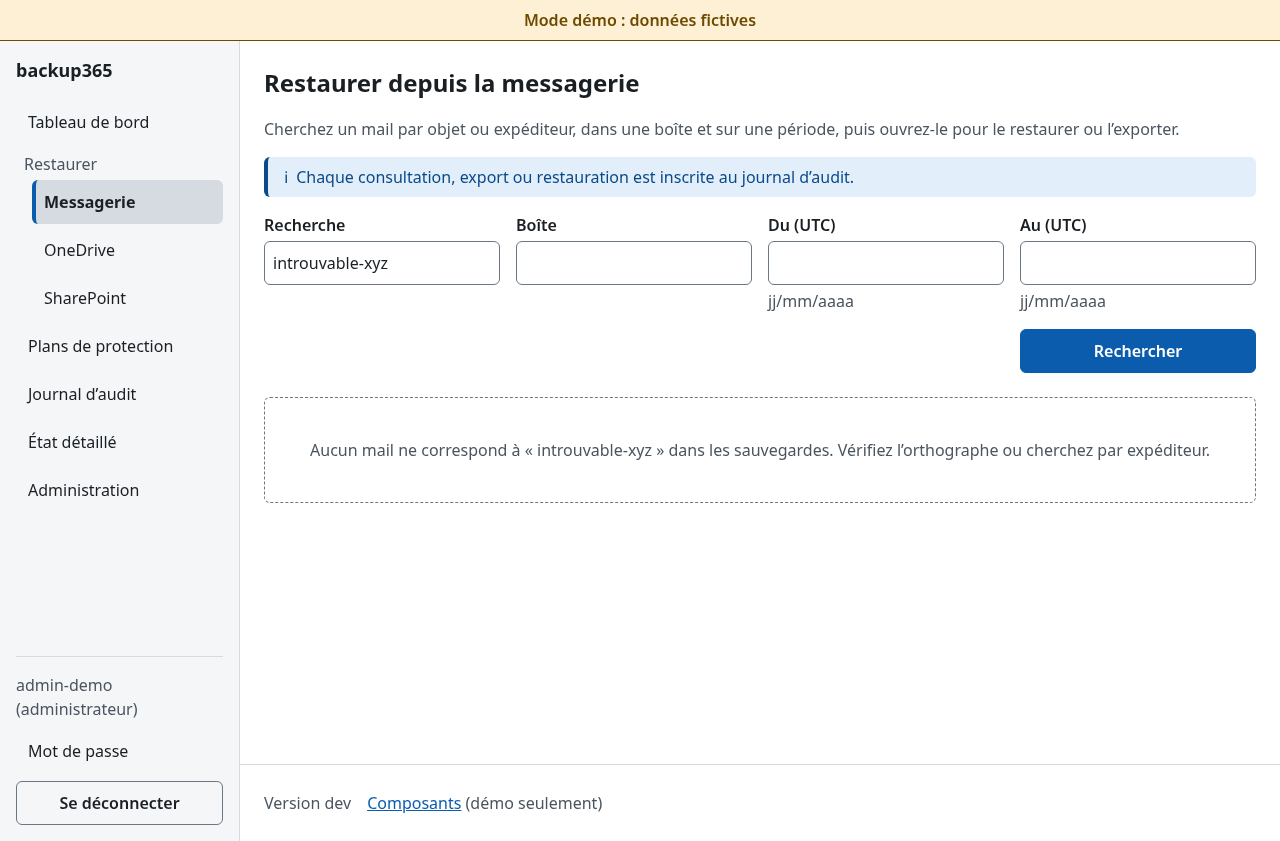 Mode démo : données fictives
backup365
Tableau de bord
Restaurer
Messagerie
OneDrive
SharePoint
Plans de protection
Journal d’audit
État détaillé
Administration
admin-demo
(administrateur)
Mot de passe
Se déconnecter
Restaurer depuis la messagerie
Cherchez un mail par objet ou expéditeur, dans une boîte et sur une période, puis ouvrez-le pour le restaurer ou l’exporter.
i Chaque consultation, export ou restauration est inscrite au journal d’audit.
Recherche
introuvable-xyz
Boîte
Du (UTC)
jj/mm/aaaa
Au (UTC)
jj/mm/aaaa
Rechercher
Aucun mail ne correspond à « introuvable-xyz » dans les sauvegardes. Vérifiez l’orthographe ou cherchez par expéditeur.
Version dev Composants (démo seulement)